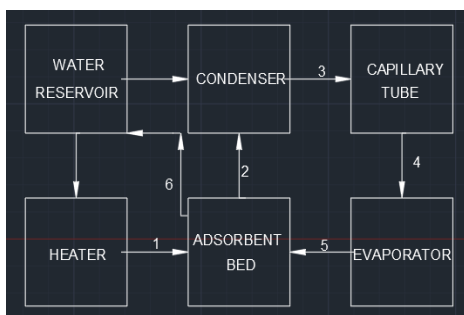 WATER
RESERVOIR
CONDENSER
3
CAPILLARY
TUBE
6
2
4
HEATER
1
ADSORBENT
BED
5
EVAPORATOR